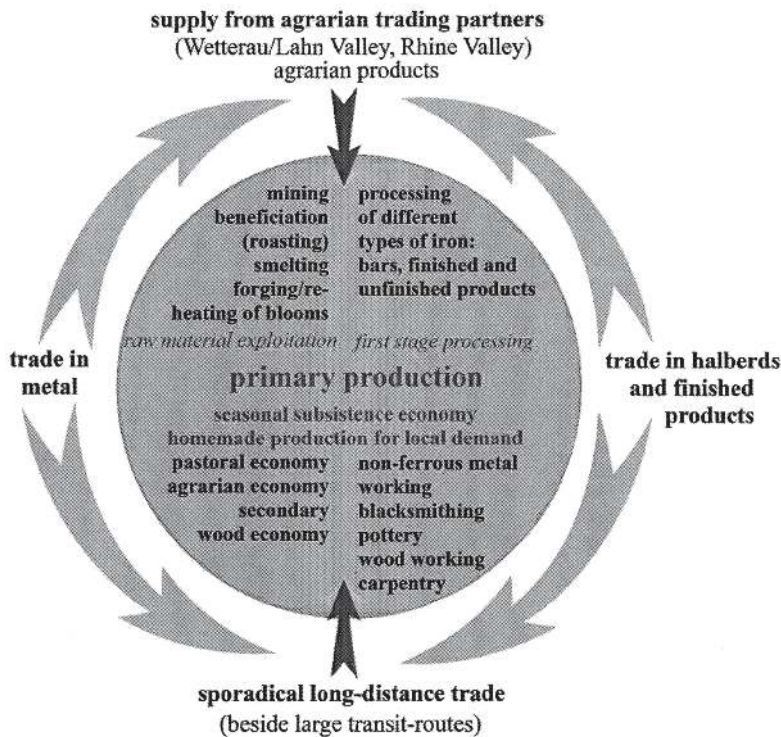 supply from agrarian trading partners
(Wetterau/Lahn Valley, Rhine Valley)
agrarian products
mining
beneficiation
(roasting)
smelting
forging/re-
heating of blooms
processing
of different
types of iron:
bars, finished and
unfinished products
raw material exploitation
first stage processing
trade in
metal
primary production
trade in halberds
and finished
products
seasonal subsistence economy
homemade production for local demand
pastoral economy
agrarian economy
secondary
wood economy
non-ferrous metal
working
blacksmithing
pottery
wood working
carpentry
sporadical long-distance trade
(beside large transit-routes)